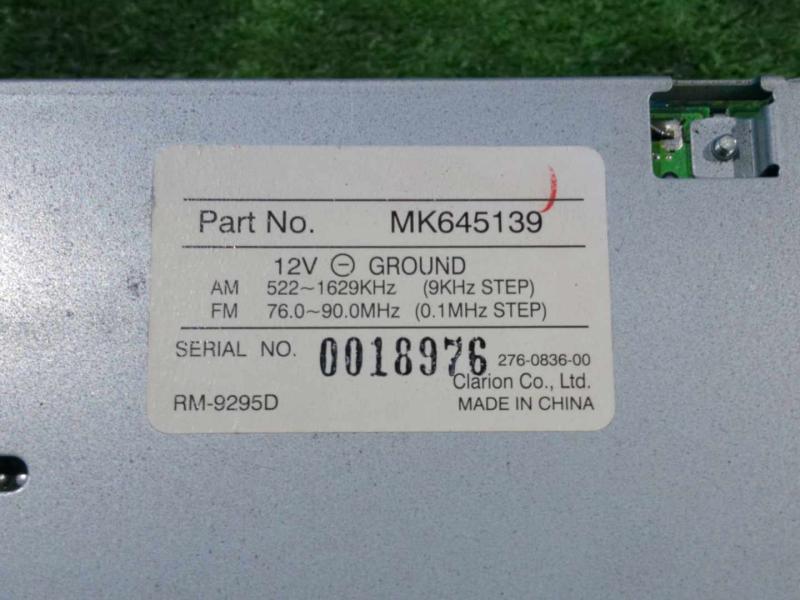 Part No. MK645139
12V ⊖ GROUND
AM 522~1629KHz (9KHz STEP)
FM 76.0~90.0MHz (0.1MHz STEP)
SERIAL NO. 0018976 276-0836-00
Clarion Co., Ltd.
RM-9295D MADE IN CHINA